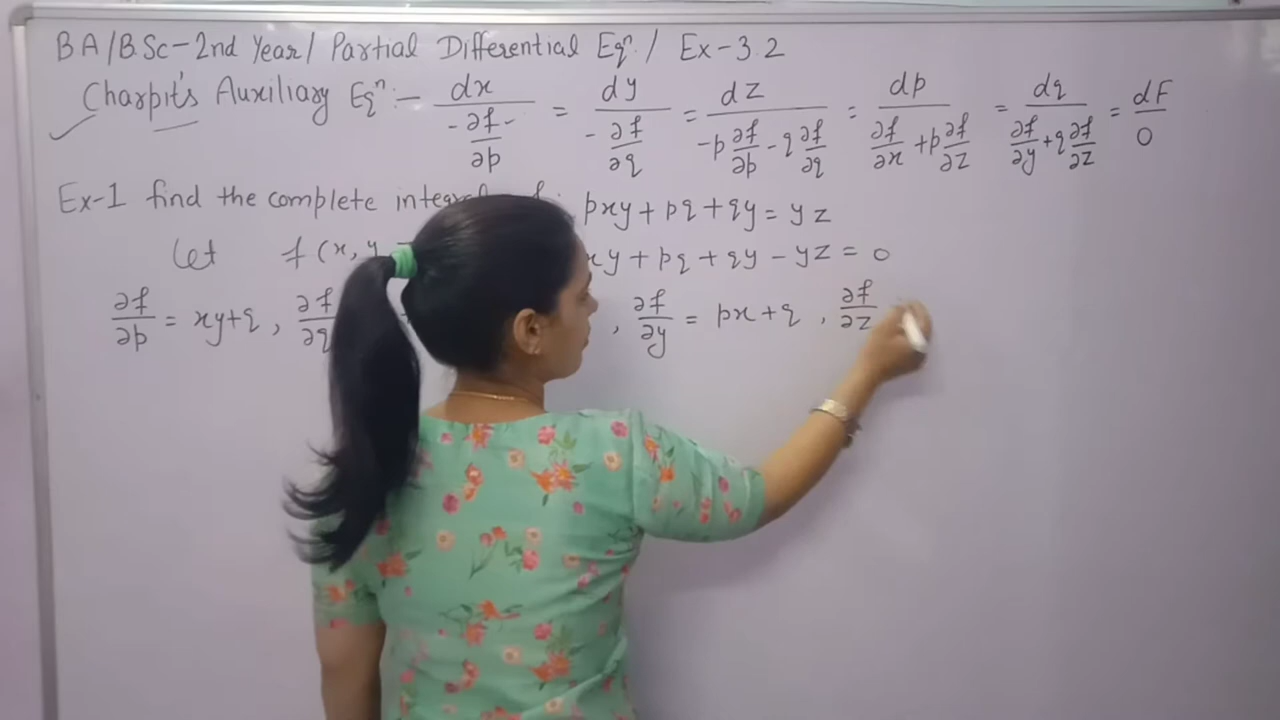 BA/B.Sc-2nd Year/ Partial Differential Eqⁿ/ Ex-3.2
Charpit's Auxiliary Eqⁿ:- dx/(-∂f/∂p) = dy/(-∂f/∂q) = dz/(-p ∂f/∂p - q ∂f/∂q) = dp/(∂f/∂x + p ∂f/∂z) = dq/(∂f/∂y + q ∂f/∂z) = dF/0
Ex-1 find the complete pxy + pq + qy = yz
Let f(x, y xy + pq + qy - yz = 0
∂f/∂p = xy+q, ∂f/∂q , ∂f/∂y = px+q, ∂f/∂z